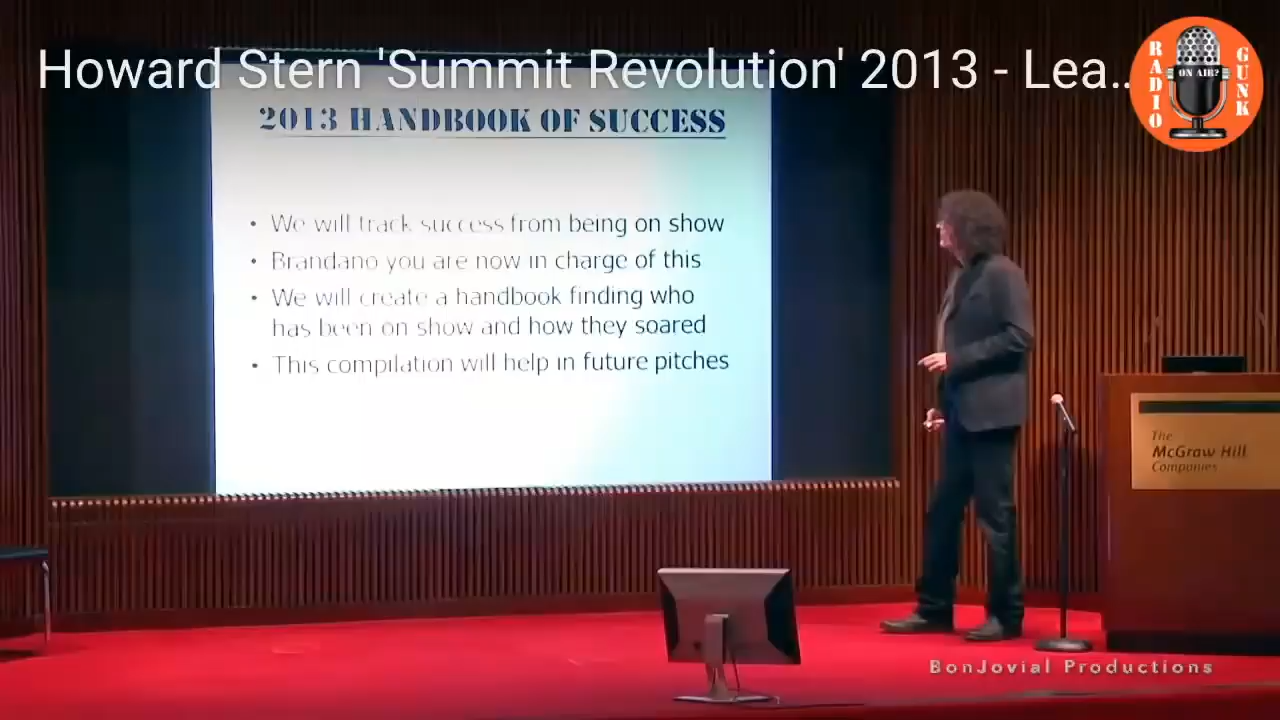 Howard Stern 'Summit Revolution' 2013 - Lea...
RADIO
GUNK
ON AIR?
2013 HANDBOOK OF SUCCESS
• We will track success from being on show
• Brandano you are now in charge of this
• We will create a handbook finding who
has been on show and how they soared
• This compilation will help in future pitches
The
McGraw Hill
Companies
BonJovial Productions